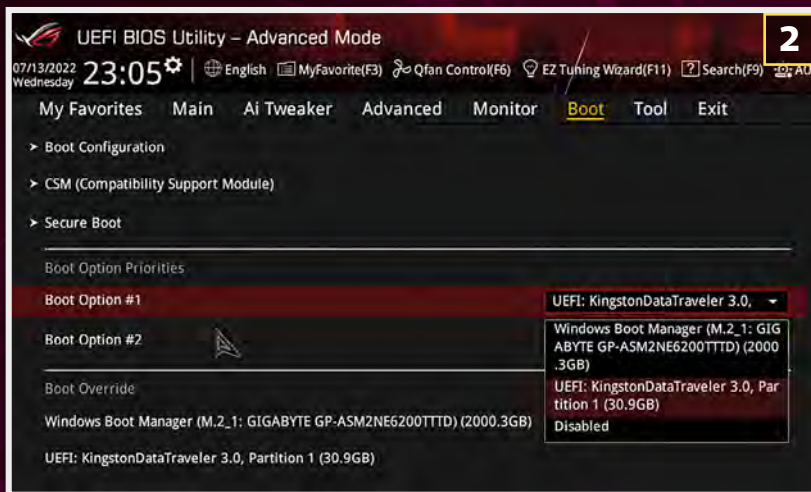 2
UEFI BIOS Utility – Advanced Mode
07/13/2022
Wednesday
23:05
English MyFavorite(F3) Qfan Control(F6) EZ Tuning Wizard(F11) Search(F9) AU
My Favorites Main Ai Tweaker Advanced Monitor Boot Tool Exit
> Boot Configuration
> CSM (Compatibility Support Module)
> Secure Boot
Boot Option Priorities
Boot Option #1
UEFI: KingstonDataTraveler 3.0,
Boot Option #2
Windows Boot Manager (M.2_1: GIG
ABYTE GP-ASM2NE6200TTTD) (2000
.3GB)
UEFI: KingstonDataTraveler 3.0, Par
tition 1 (30.9GB)
Disabled
Boot Override
Windows Boot Manager (M.2_1: GIGABYTE GP-ASM2NE6200TTTD) (2000.3GB)
UEFI: KingstonDataTraveler 3.0, Partition 1 (30.9GB)